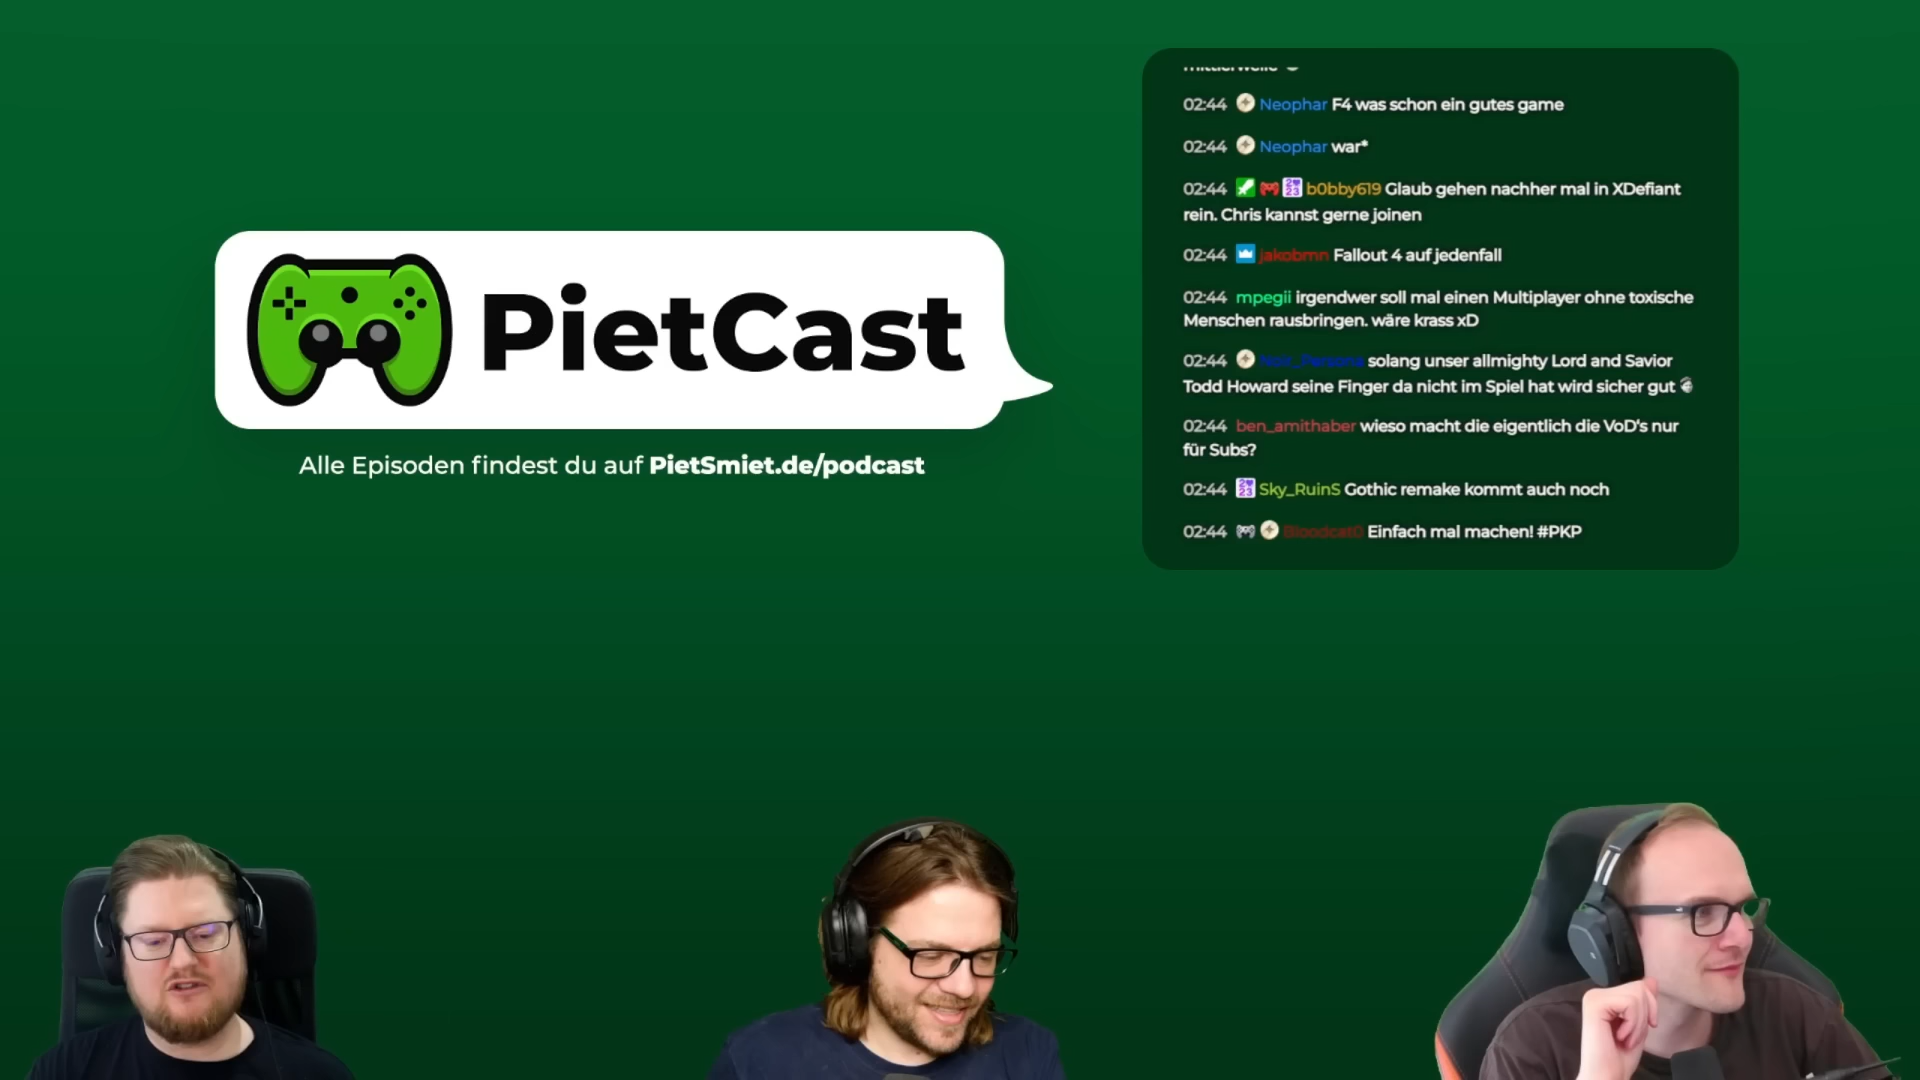 PietCast
Alle Episoden findest du auf PietSmiet.de/podcast
mittlerweile
02:44 Neophar F4 was schon ein gutes game
02:44 Neophar war*
02:44 b0bby619 Glaub gehen nachher mal in XDefiant
rein. Chris kannst gerne joinen
02:44 jakobmn Fallout 4 auf jedenfall
02:44 mpegii irgendwer soll mal einen Multiplayer ohne toxische
Menschen rausbringen. wäre krass xD
02:44 solang unser allmighty Lord and Savior
Todd Howard seine Finger da nicht im Spiel hat wird sicher gut
02:44 ben_amithaber wieso macht die eigentlich die VoD's nur
für Subs?
02:44 Sky_RuinS Gothic remake kommt auch noch
02:44 Bloodcat0 Einfach mal machen! #PKP